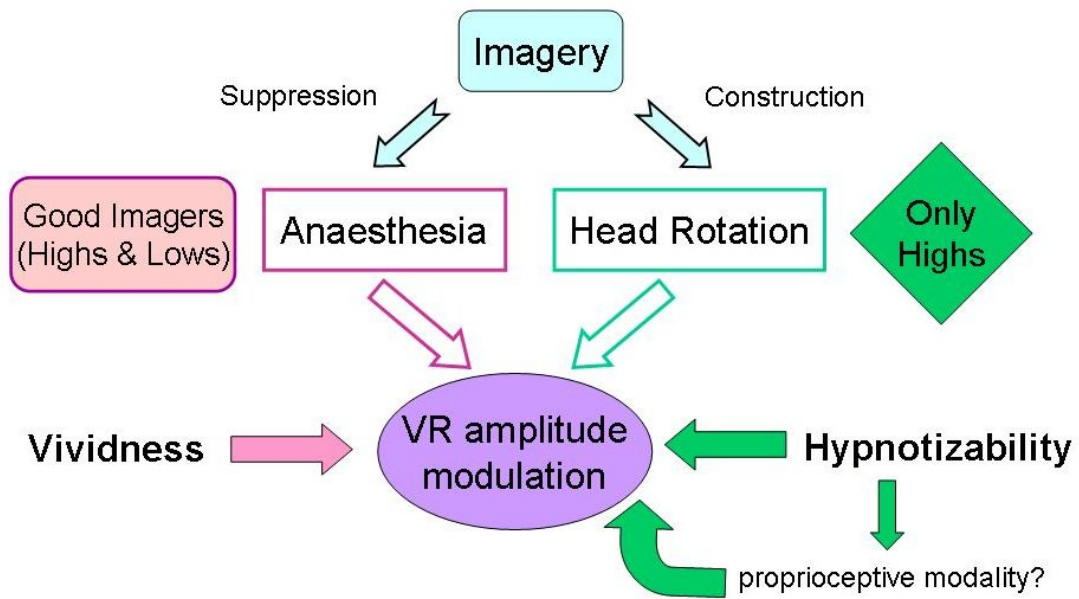 Imagery
Suppression
Construction
Good Imagers
(Highs & Lows)
Anaesthesia
Head Rotation
Only
Highs
VR amplitude
modulation
Vividness
Hypnotizability
proprioceptive modality?